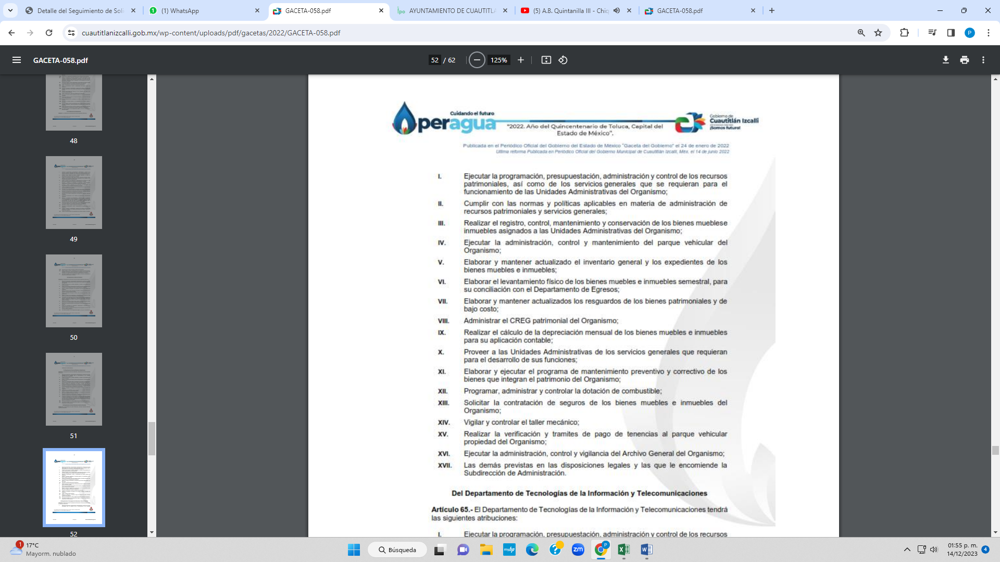 Detalle del Seguimiento de Soli
(1) WhatsApp
GACETA-058.pdf
AYUNTAMIENTO DE CUAUTITLA
(5) A.B. Quintanilla III - Chic
GACETA-058.pdf
cuautitlanizcalli.gob.mx/wp-content/uploads/pdf/gacetas/2022/GACETA-058.pdf
P
GACETA-058.pdf
52 / 62
125%
48
49
50
51
52
Cuidando el futuro
Operagua
"2022. Año del Quincentenario de Toluca, Capital del
Estado de México".
Gobierno de
Cuautitlán Izcalli
¡Somos futuro!
Publicada en el Periódico Oficial del Gobierno del Estado de México "Gaceta del Gobierno" el 24 de enero de 2022
Ultima reforma Publicada en Periódico Oficial del Gobierno Municipal de Cuautitlán Izcalli, Méx. el 14 de junio 2022
I. Ejecutar la programación, presupuestación, administración y control de los recursos
patrimoniales, así como de los servicios generales que se requieran para el
funcionamiento de las Unidades Administrativas del Organismo;
II. Cumplir con las normas y políticas aplicables en materia de administración de
recursos patrimoniales y servicios generales;
III. Realizar el registro, control, mantenimiento y conservación de los bienes mueblese
inmuebles asignados a las Unidades Administrativas del Organismo;
IV. Ejecutar la administración, control y mantenimiento del parque vehicular del
Organismo;
V. Elaborar y mantener actualizado el inventario general y los expedientes de los
bienes muebles e inmuebles;
VI. Elaborar el levantamiento físico de los bienes muebles e inmuebles semestral, para
su conciliación con el Departamento de Egresos;
VII. Elaborar y mantener actualizados los resguardos de los bienes patrimoniales y de
bajo costo;
VIII. Administrar el CREG patrimonial del Organismo;
IX. Realizar el cálculo de la depreciación mensual de los bienes muebles e inmuebles
para su aplicación contable;
X. Proveer a las Unidades Administrativas de los servicios generales que requieran
para el desarrollo de sus funciones;
XI. Elaborar y ejecutar el programa de mantenimiento preventivo y correctivo de los
bienes que integran el patrimonio del Organismo;
XII. Programar, administrar y controlar la dotación de combustible;
XIII. Solicitar la contratación de seguros de los bienes muebles e inmuebles del
Organismo;
XIV. Vigilar y controlar el taller mecánico;
XV. Realizar la verificación y tramites de pago de tenencias al parque vehicular
propiedad del Organismo;
XVI. Ejecutar la administración, control y vigilancia del Archivo General del Organismo;
XVII. Las demás previstas en las disposiciones legales y las que le encomiende la
Subdirección de Administración.
Del Departamento de Tecnologías de la Información y Telecomunicaciones
Artículo 65.- El Departamento de Tecnologías de la Información y Telecomunicaciones tendrá
las siguientes atribuciones:
I. Ejecutar la programación, presupuestación, administración y control de los recursos
1
17°C
Mayorm. nublado
Búsqueda
01:55 p. m.
14/12/2023
4